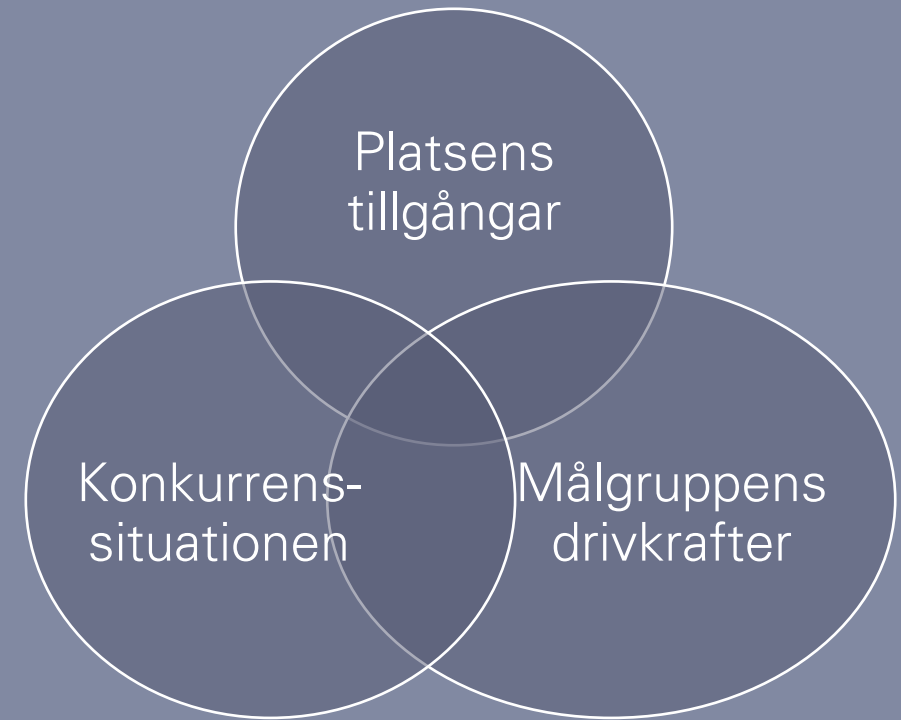 Platsens
tillgångar
Konkurrens-
situationen
Målgruppens
drivkrafter